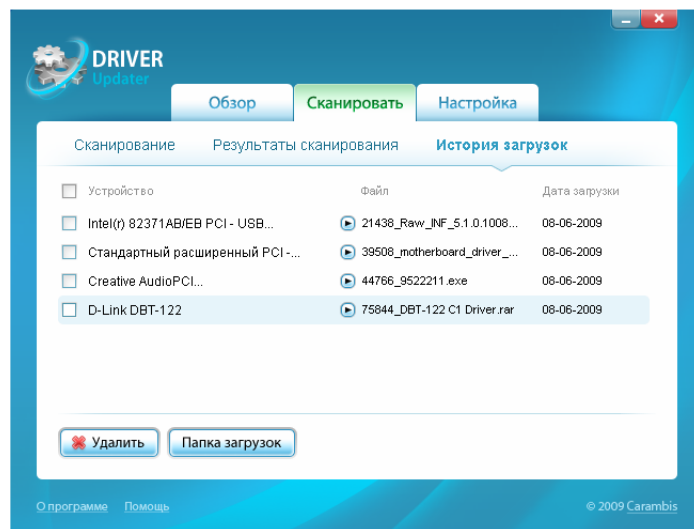 DRIVER
Updater
Обзор Сканировать Настройка
Сканирование Результаты сканирования История загрузок
Устройство Файл Дата загрузки
Intel(r) 82371AB/EB PCI - USB... 21438_Raw_INF_5.1.0.1008... 08-06-2009
Стандартный расширенный PCI -... 39508_motherboard_driver_... 08-06-2009
Creative AudioPCI... 44766_9522211.exe 08-06-2009
D-Link DBT-122 75844_DBT-122 C1 Driver.rar 08-06-2009
Удалить Папка загрузок
О программе Помощь © 2009 Carambis